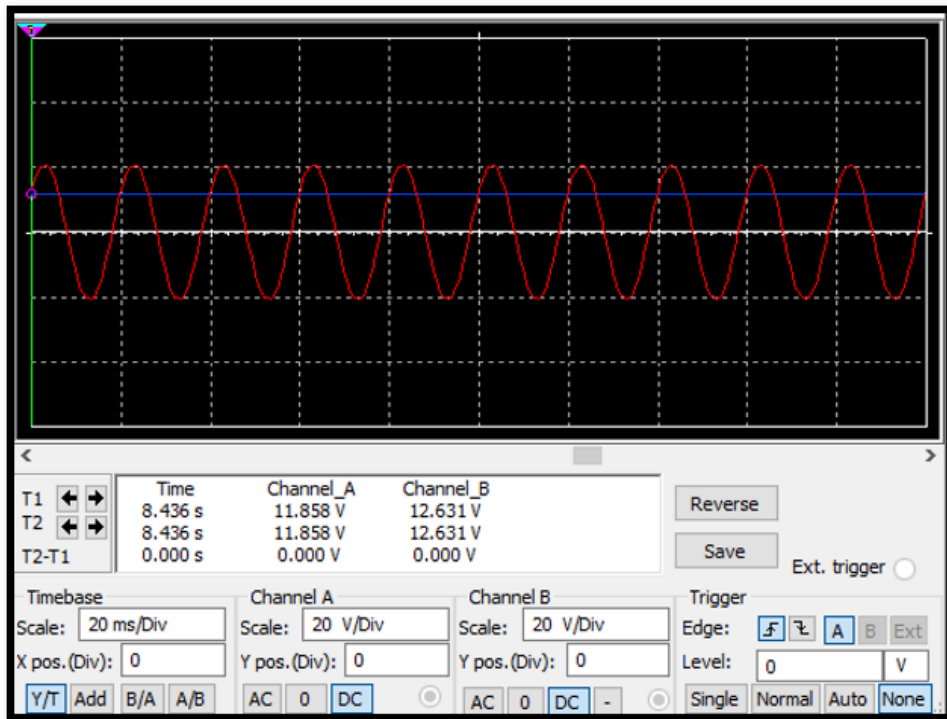 Time Channel_A Channel_B
T1 8.436 s 11.858 V 12.631 V
T2 8.436 s 11.858 V 12.631 V
T2-T1 0.000 s 0.000 V 0.000 V
Reverse
Save
Ext. trigger
Timebase
Scale: 20 ms/Div
X pos.(Div): 0
Y/T Add B/A A/B
Channel A
Scale: 20 V/Div
Y pos.(Div): 0
AC 0 DC
Channel B
Scale: 20 V/Div
Y pos.(Div): 0
AC 0 DC -
Trigger
Edge: A B Ext
Level: 0 V
Single Normal Auto None